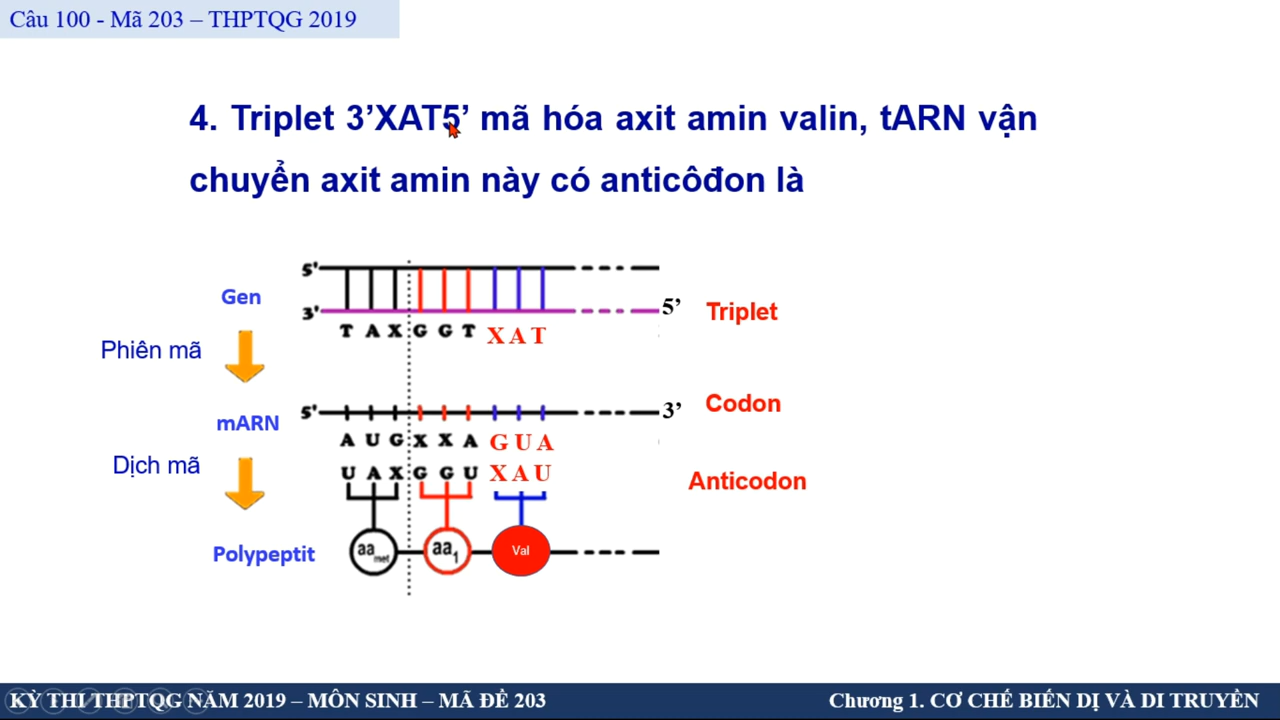 Câu 100 - Mã 203 – THPTQG 2019
4. Triplet 3’XAT5’ mã hóa axit amin valin, tARN vận
chuyển axit amin này có anticôđon là
5'
Gen
3'
5’
Triplet
T A X G G T X A T
Phiên mã
5'
3’
Codon
mARN
A U G X X A G U A
Dịch mã
U A X G G U X A U
Anticodon
Polypeptit
aa met
aa 1
Val
KỲ THI THPTQG NĂM 2019 – MÔN SINH – MÃ ĐỀ 203
Chương 1. CƠ CHẾ BIẾN DỊ VÀ DI TRUYỀN